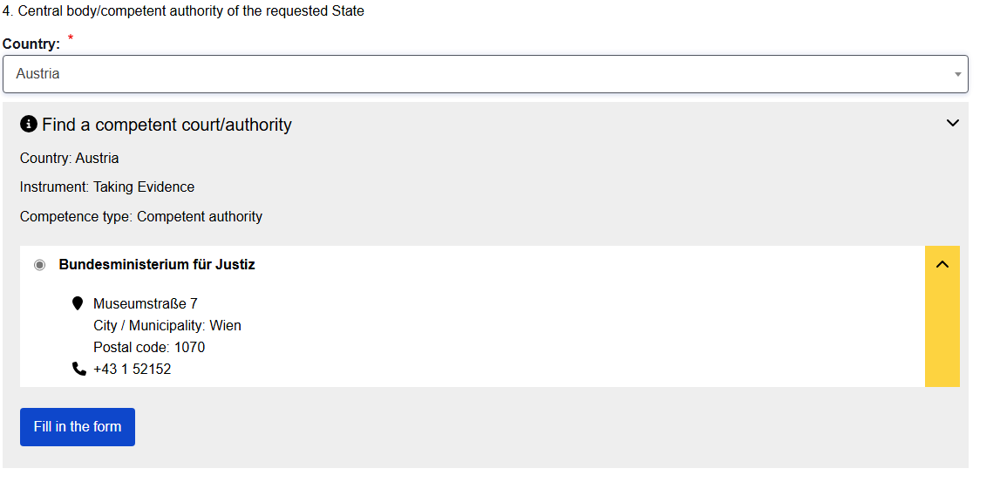 4. Central body/competent authority of the requested State
Country: *
Austria
Find a competent court/authority
Country: Austria
Instrument: Taking Evidence
Competence type: Competent authority
Bundesministerium für Justiz
Museumstraße 7
City / Municipality: Wien
Postal code: 1070
+43 1 52152
Fill in the form